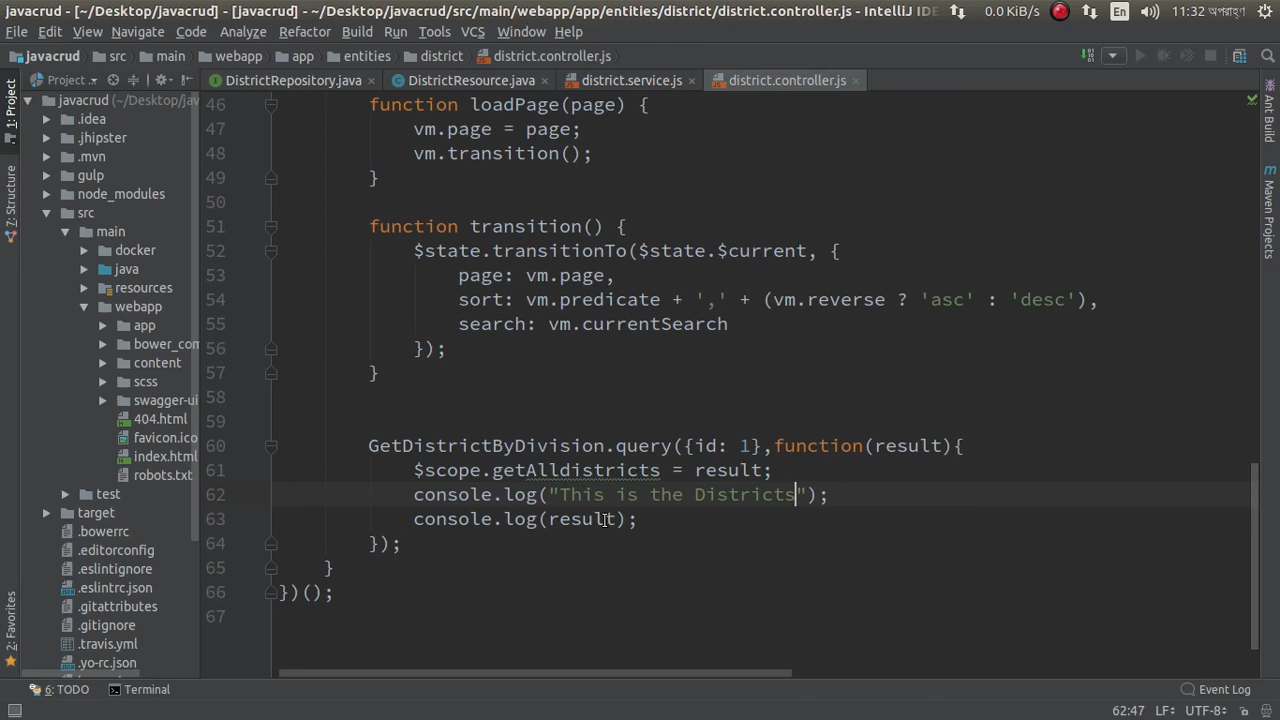 javacrud - [~/Desktop/javacrud] - [javacrud] - ~/Desktop/javacrud/src/main/webapp/app/entities/district/district.controller.js - IntelliJ IDE
0.0 KiB/s
En
11:32 অপরাহ্ণ
File Edit View Navigate Code Analyze Refactor Build Run Tools VCS Window Help
javacrud src main webapp app entities district district.controller.js
Project
DistrictRepository.java DistrictResource.java district.service.js district.controller.js
1: Project
7: Structure
2: Favorites
javacrud (~/Desktop/jav
.idea
.jhipster
.mvn
gulp
node_modules
src
main
docker
java
resources
webapp
app
bower_com
content
scss
swagger-ui
404.html
favicon.ico
index.html
robots.txt
test
target
.bowerrc
.editorconfig
.eslintignore
.eslintrc.json
.gitattributes
.gitignore
.travis.yml
.yo-rc.json
46 function loadPage(page) {
47 vm.page = page;
48 vm.transition();
49 }
50
51 function transition() {
52 $state.transitionTo($state.$current, {
53 page: vm.page,
54 sort: vm.predicate + ',' + (vm.reverse ? 'asc' : 'desc'),
55 search: vm.currentSearch
56 });
57 }
58
59
60 GetDistrictByDivision.query({id: 1},function(result){
61 $scope.getAlldistricts = result;
62 console.log("This is the Districts");
63 console.log(result);
64 });
65 }
66 })();
67
Ant Build
Maven Projects
6: TODO Terminal Event Log
62:47 LF÷ UTF-8÷